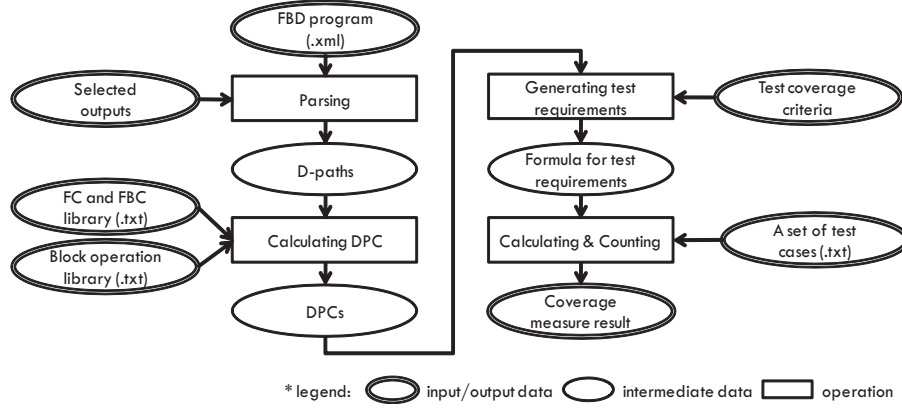 FBD program
(.xml)
Selected
outputs
Parsing
D-paths
FC and FBC
library (.txt)
Block operation
library (.txt)
Calculating DPC
DPCs
Generating test
requirements
Test coverage
criteria
Formula for test
requirements
Calculating & Counting
A set of test
cases (.txt)
Coverage
measure result
* legend: input/output data intermediate data operation